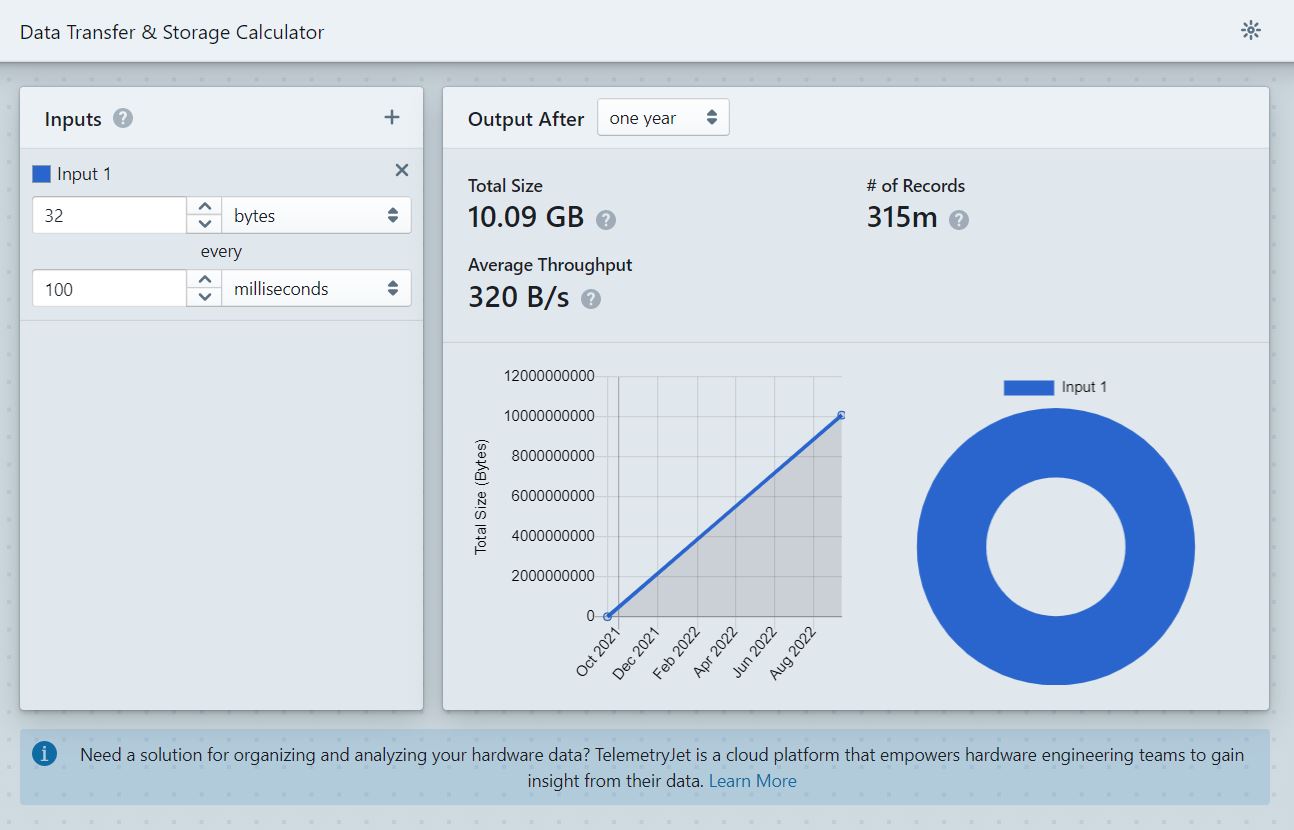 Data Transfer & Storage Calculator
Inputs ?
+
Output After one year
Input 1
32 bytes
every
100 milliseconds
Total Size
10.09 GB ?
# of Records
315m ?
Average Throughput
320 B/s ?
Total Size (Bytes)
12000000000
10000000000
8000000000
6000000000
4000000000
2000000000
0
Oct 2021
Dec 2021
Feb 2022
Apr 2022
Jun 2022
Aug 2022
Input 1
i
Need a solution for organizing and analyzing your hardware data? TelemetryJet is a cloud platform that empowers hardware engineering teams to gain
insight from their data. Learn More